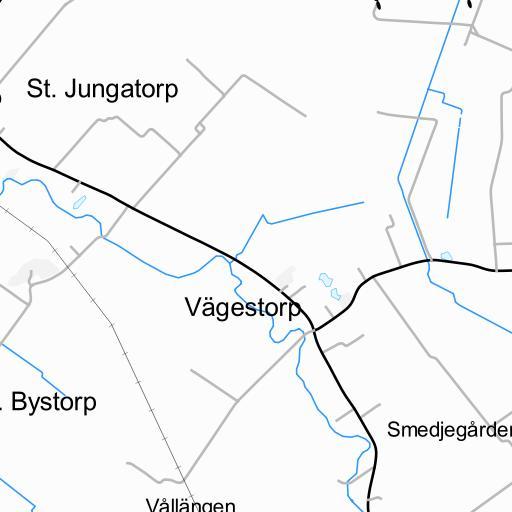 St. Jungatorp
Vägestorp
. Bystorp
Smedjegården
Vållängen